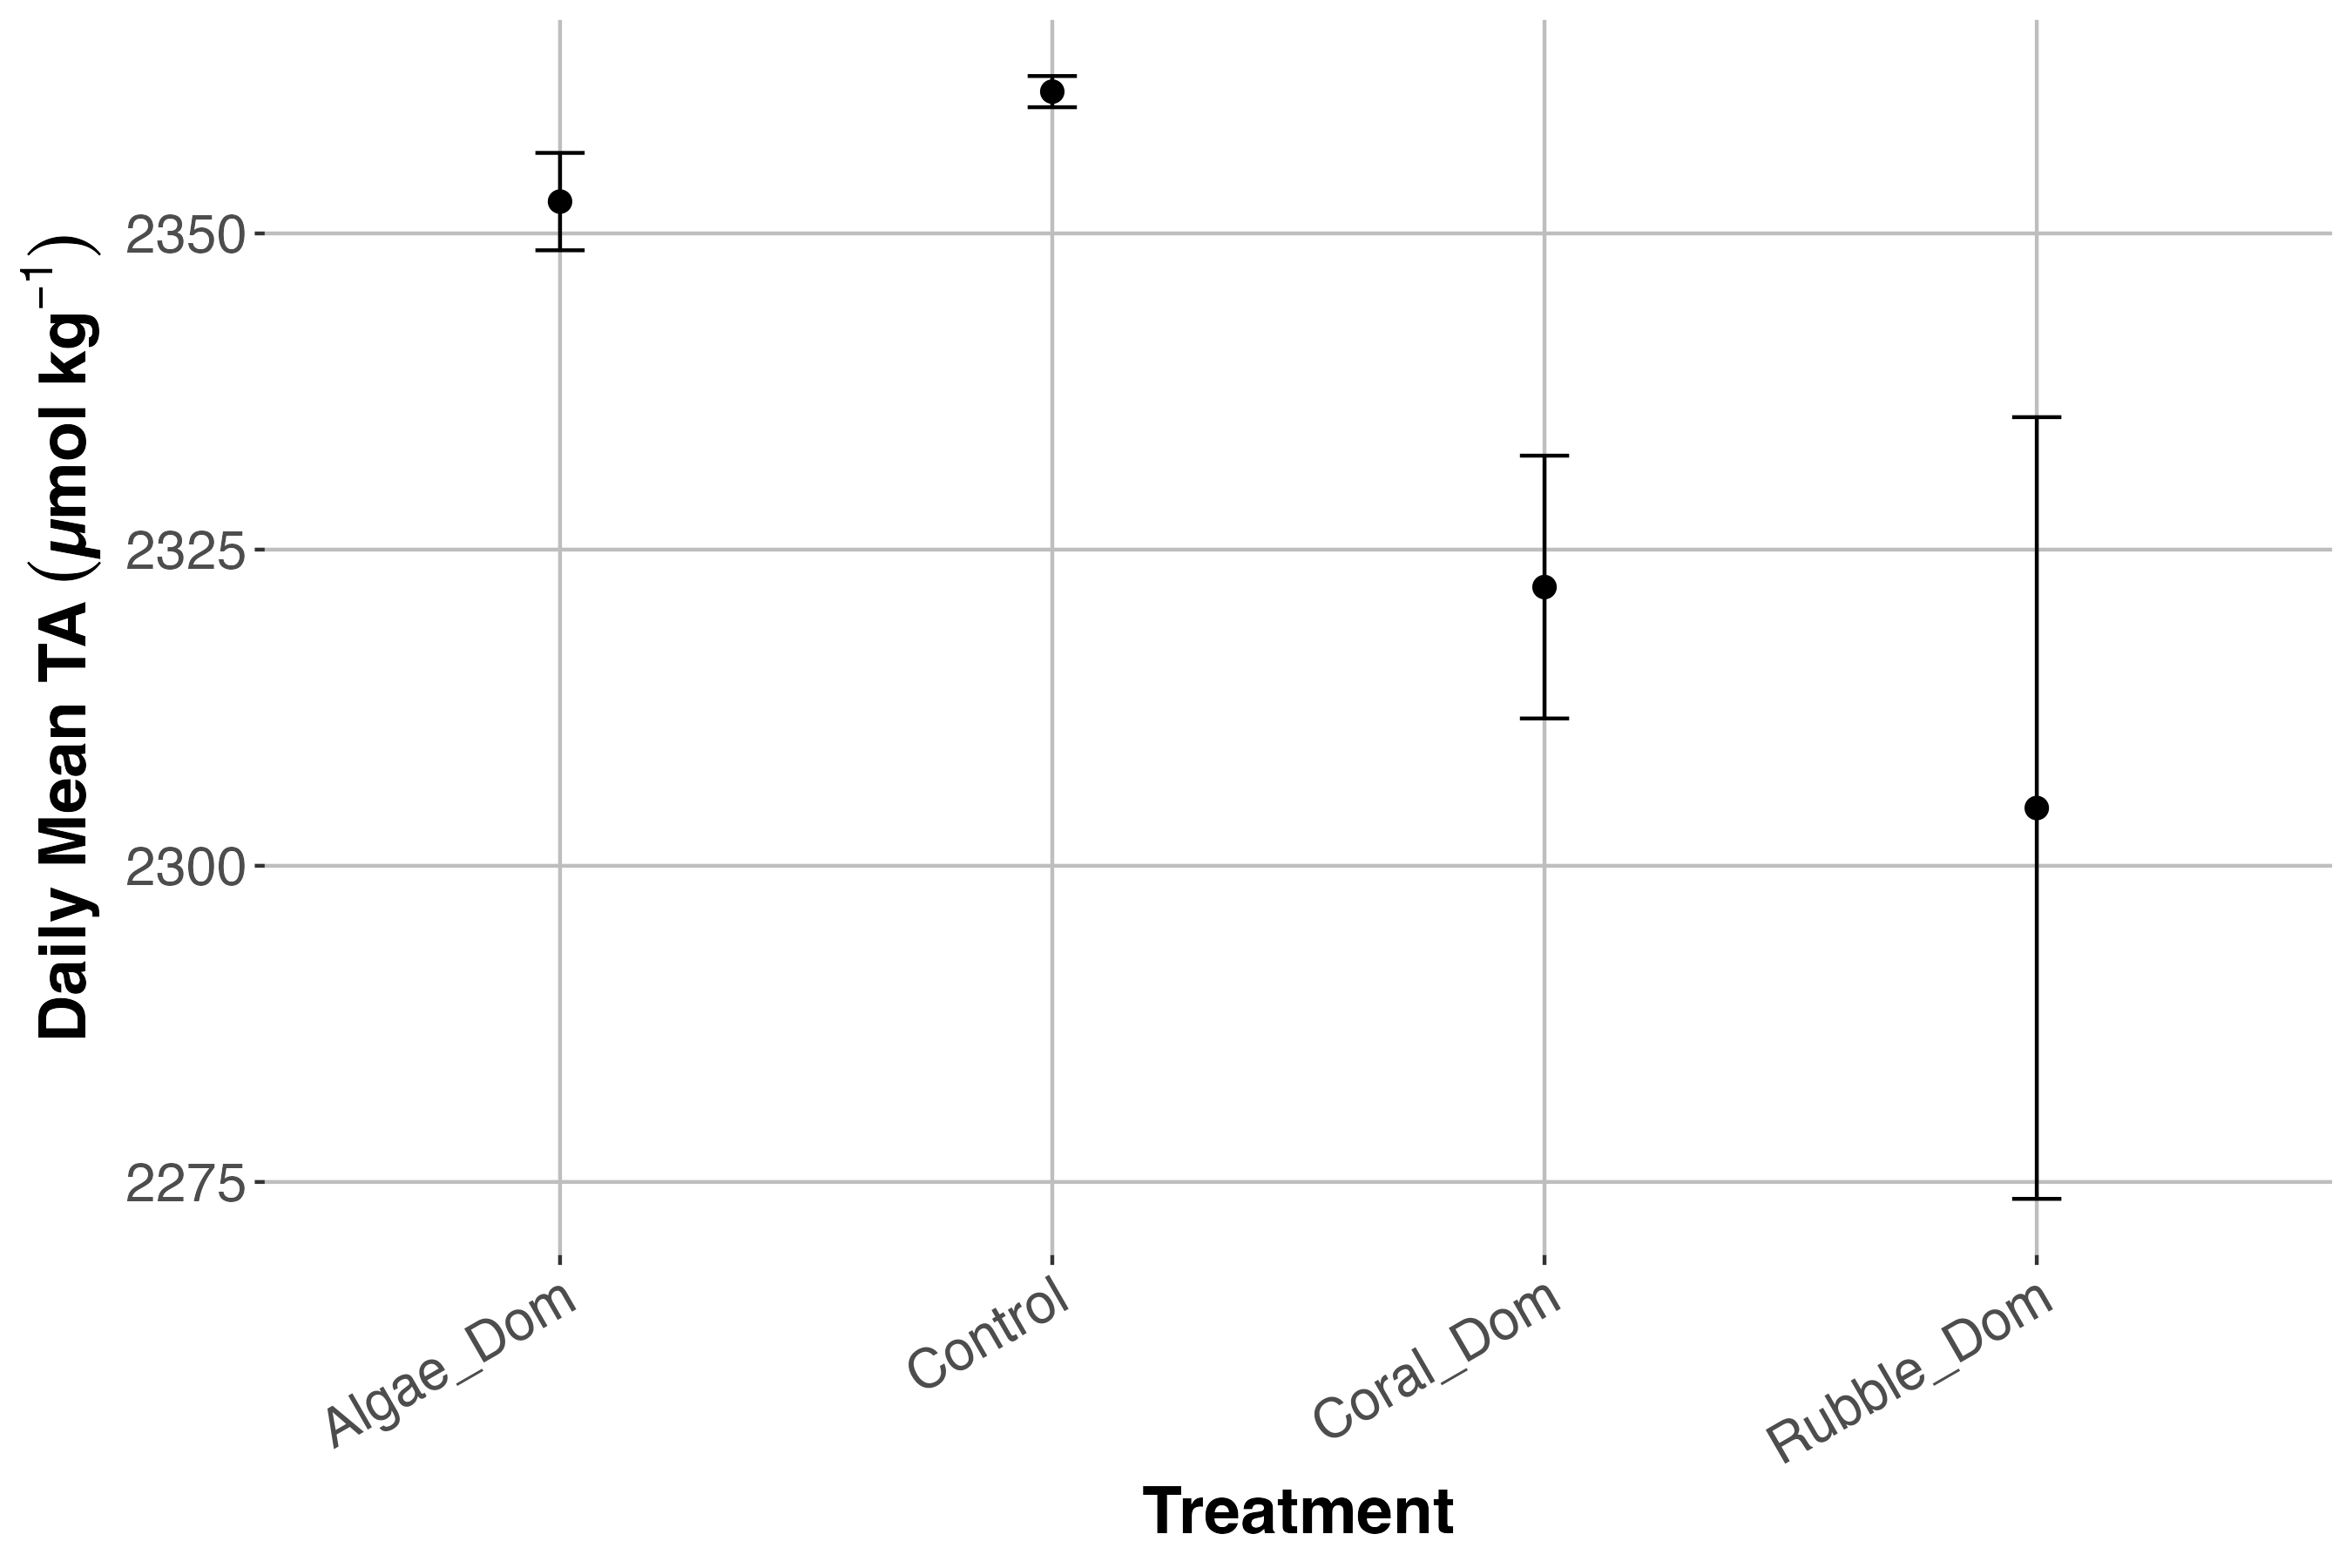 Daily Mean TA (μmol kg⁻¹)
2350
2325
2300
2275
Algae_Dom
Control
Coral_Dom
Rubble_Dom
Treatment